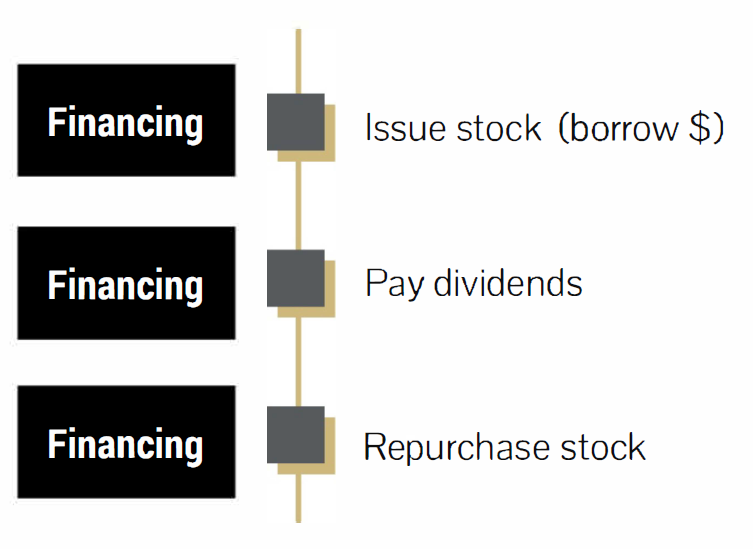 Financing
Issue stock (borrow $)
Financing
Pay dividends
Financing
Repurchase stock